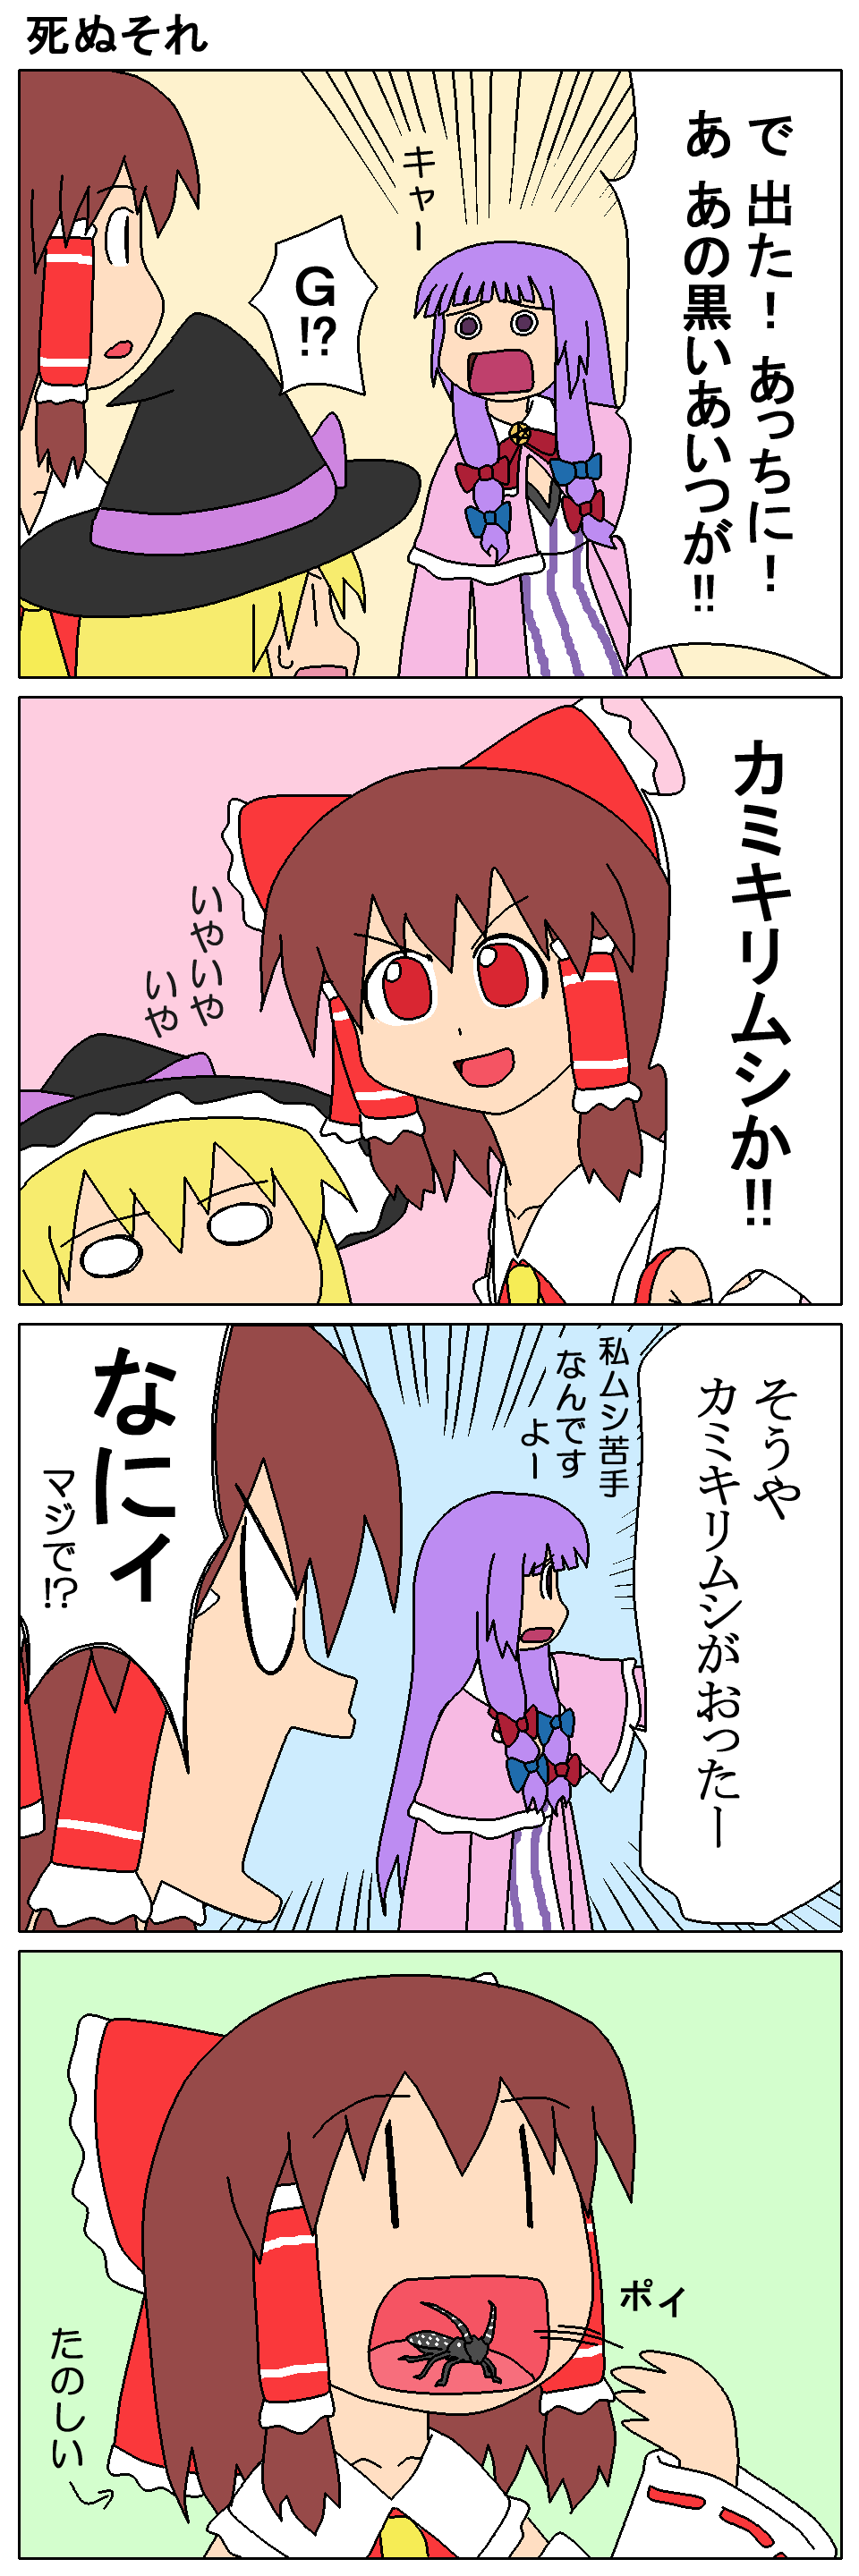 死ぬそれ
で 出た！ あっちに！
あ あの黒いあいつが!!
キャー
G
!?
カミキリムシか!!
いやいや
いや
そうや
カミキリムシがおったー
私ムシ苦手
なんです
よー
なにィ
マジで!?
ポイ
たのしい